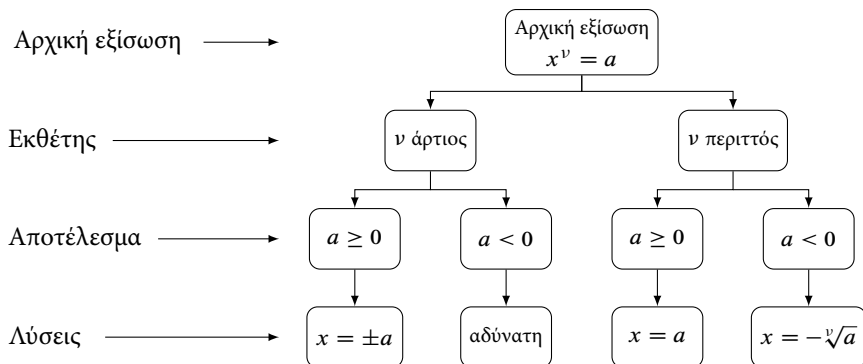 Αρχική εξίσωση
Αρχική εξίσωση
x^ν = a
Εκθέτης
ν άρτιος
ν περιττός
Αποτέλεσμα
a ≥ 0
a < 0
a ≥ 0
a < 0
Λύσεις
x = ±a
αδύνατη
x = a
x = −ᵛ√a